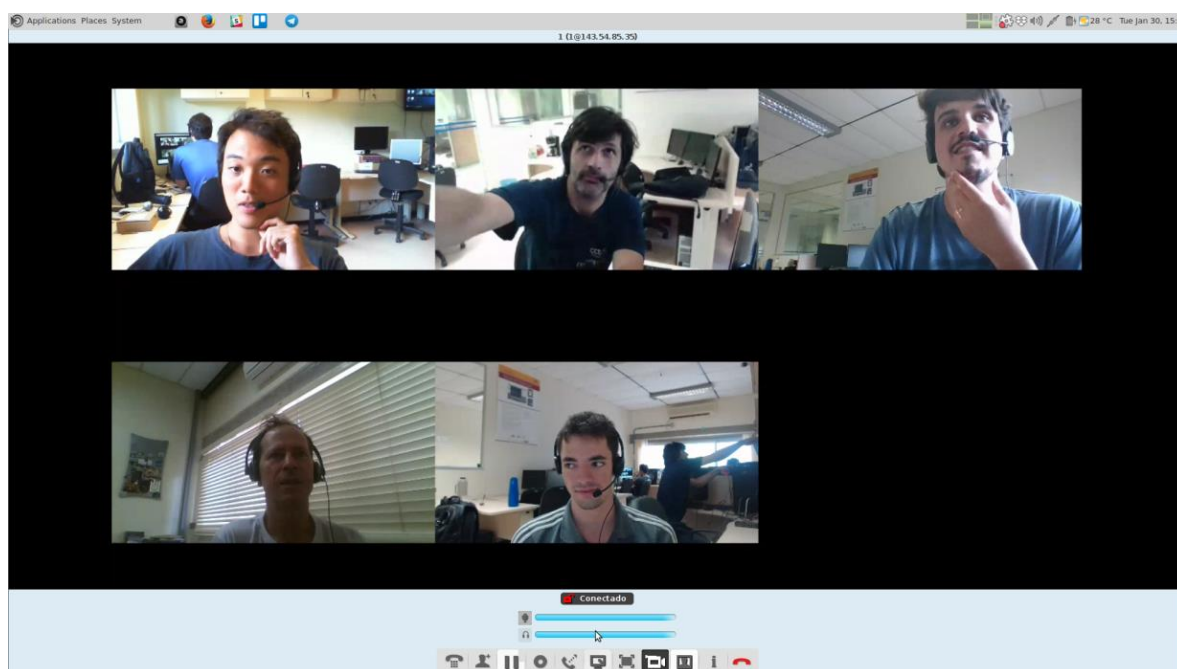 Applications Places System
28 °C Tue Jan 30, 15:
1 (1@143.54.85.35)
Conectado